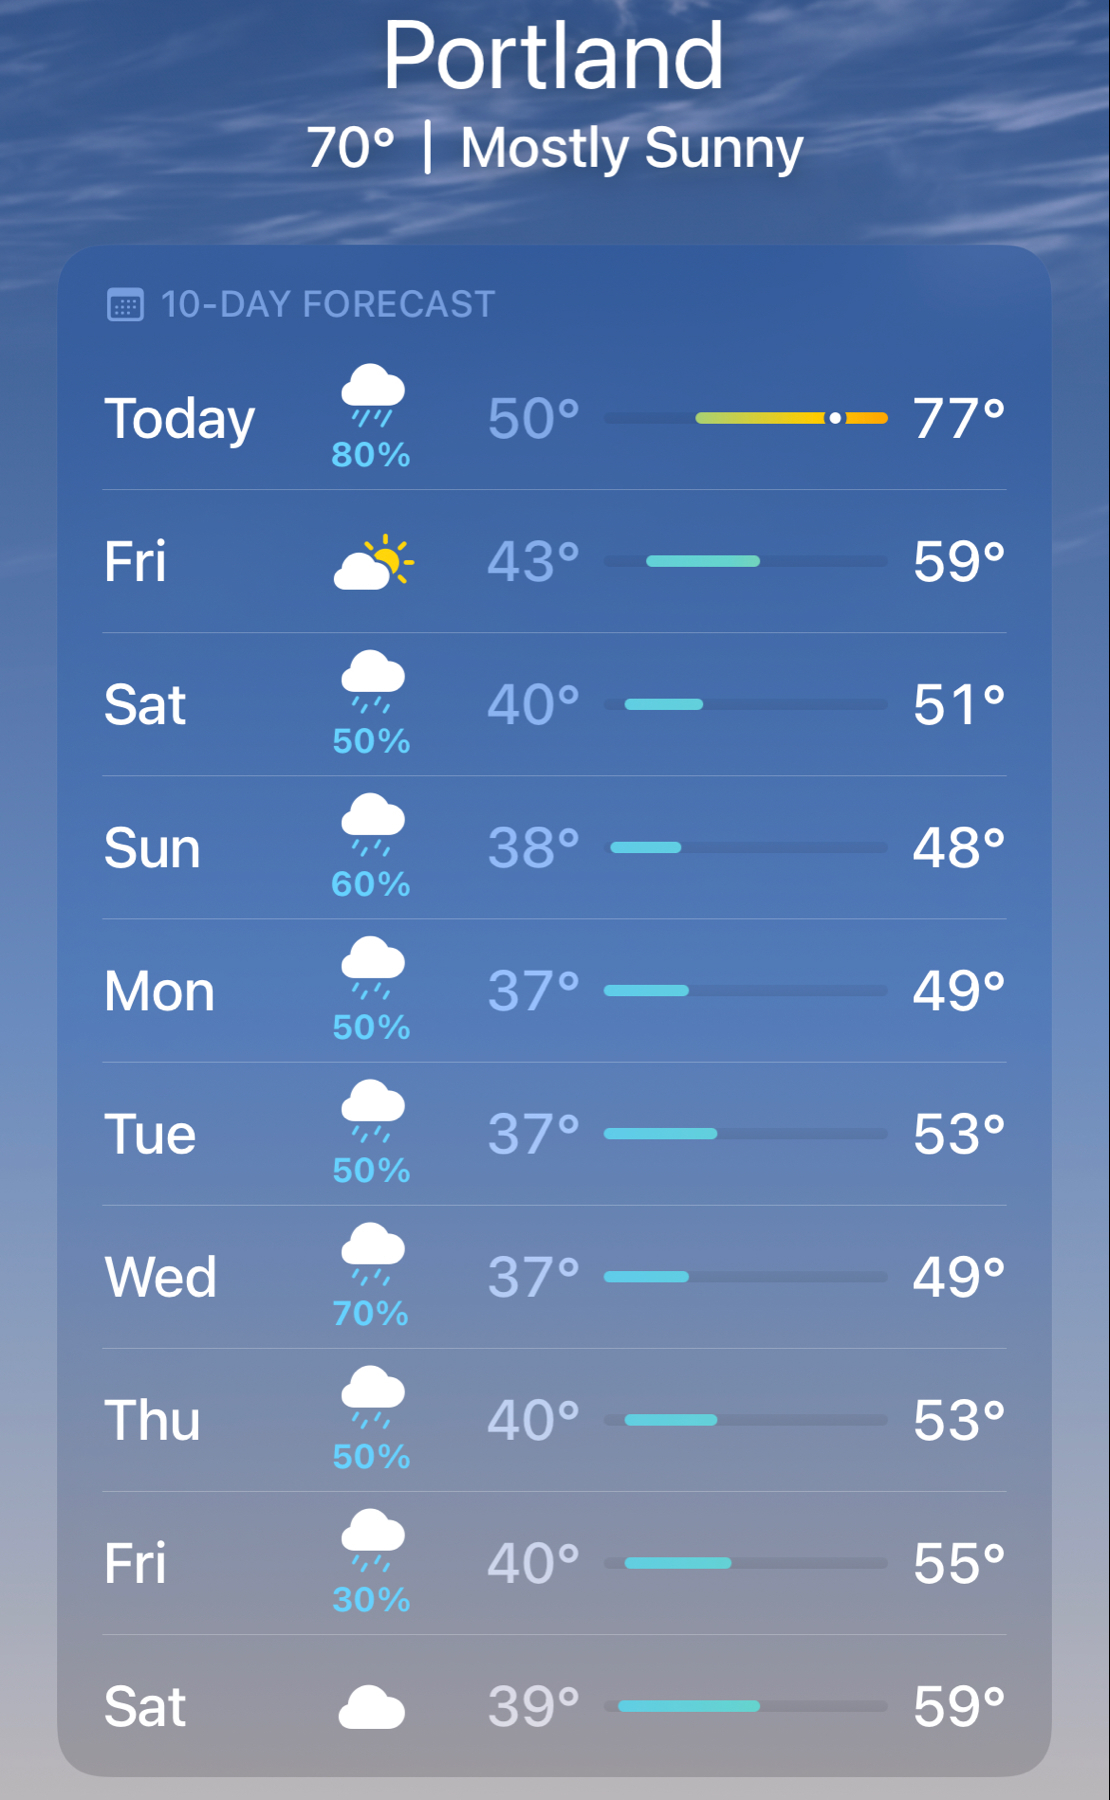 Portland
70° | Mostly Sunny
10-DAY FORECAST
Today 50° 77°
80%
Fri 43° 59°
Sat 40° 51°
50%
Sun 38° 48°
60%
Mon 37° 49°
50%
Tue 37° 53°
50%
Wed 37° 49°
70%
Thu 40° 53°
50%
Fri 40° 55°
30%
Sat 39° 59°